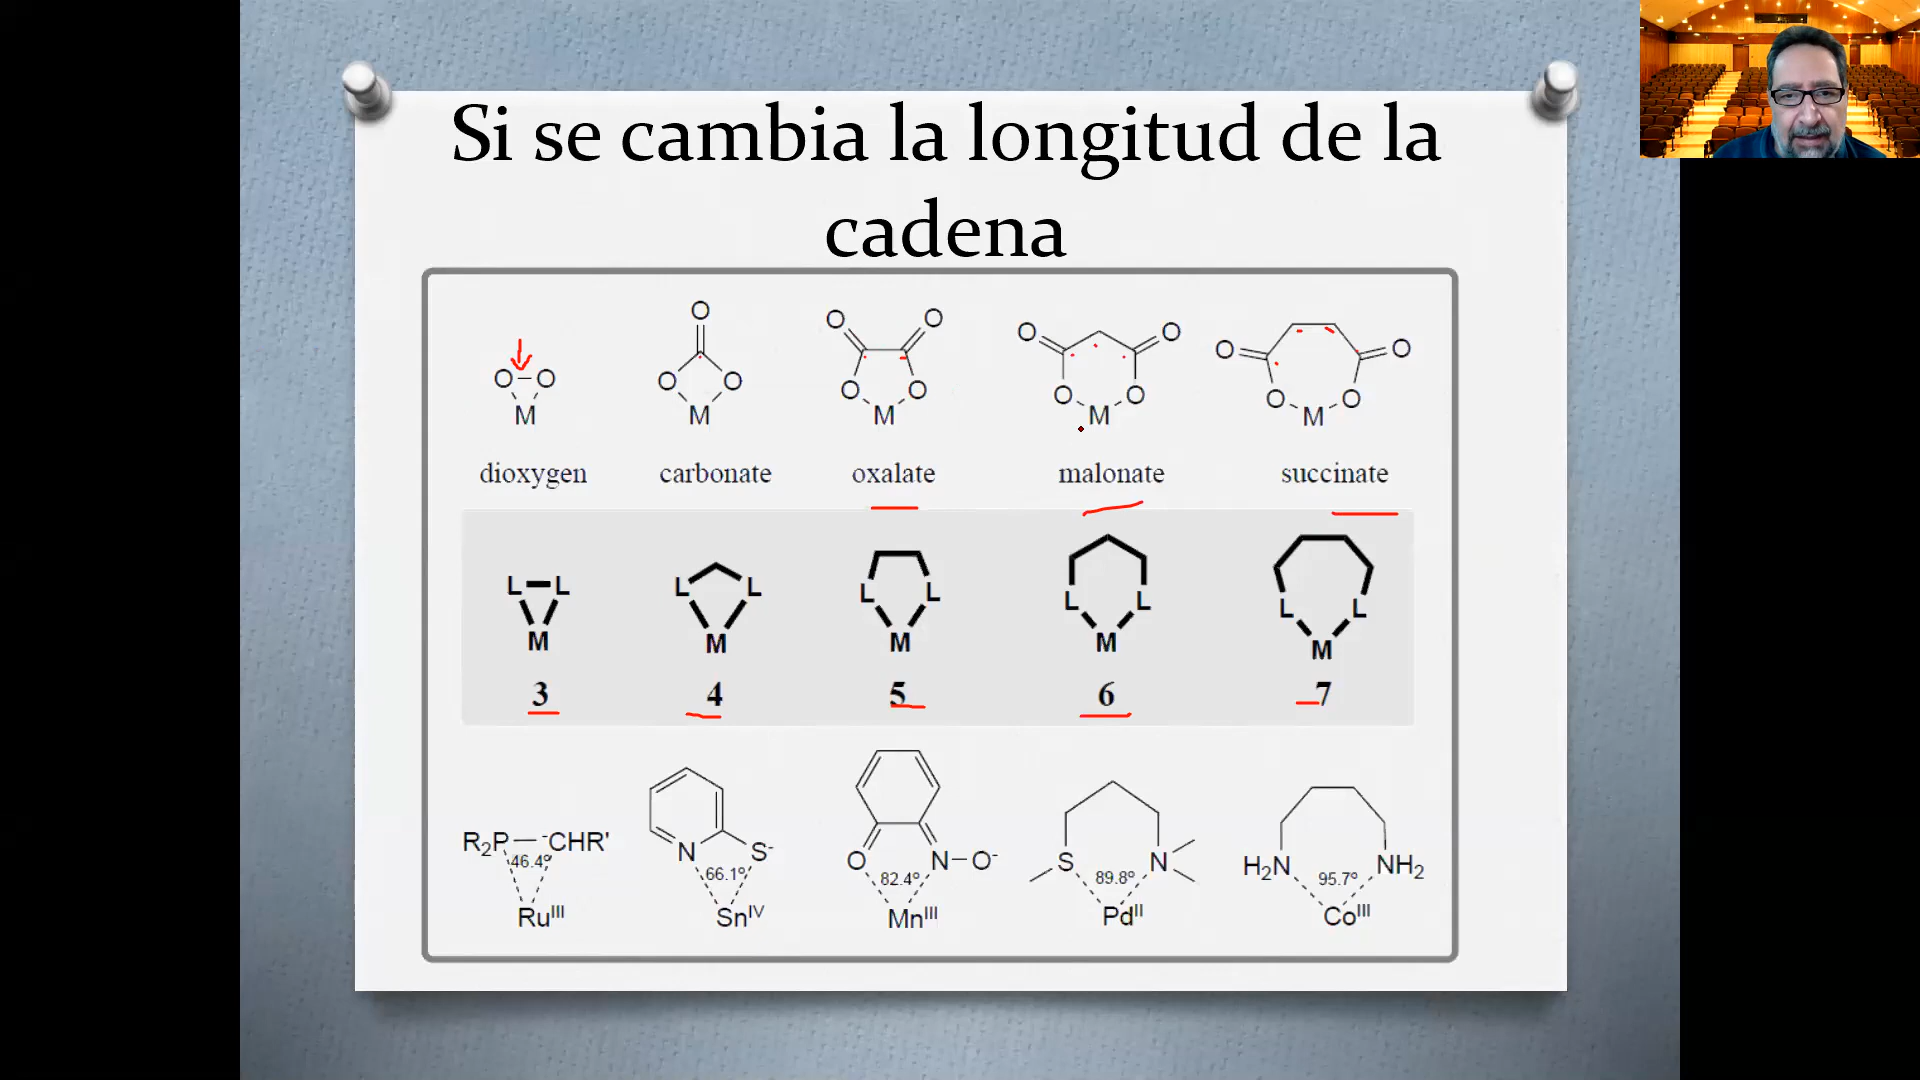 Si se cambia la longitud de la
cadena
O O O O O O O
O–O O O O O O O O O
M M M M M
dioxygen carbonate oxalate malonate succinate
L L L L L L L L L L
M M M M M
3 4 5 6 7
R₂P – ⁻CHR' N S⁻ O N–O⁻ S N H₂N NH₂
46.4º 66.1º 82.4º 89.8º 95.7º
Ruᴵᴵᴵ Snᴵⱽ Mnᴵᴵᴵ Pdᴵᴵ Coᴵᴵᴵ